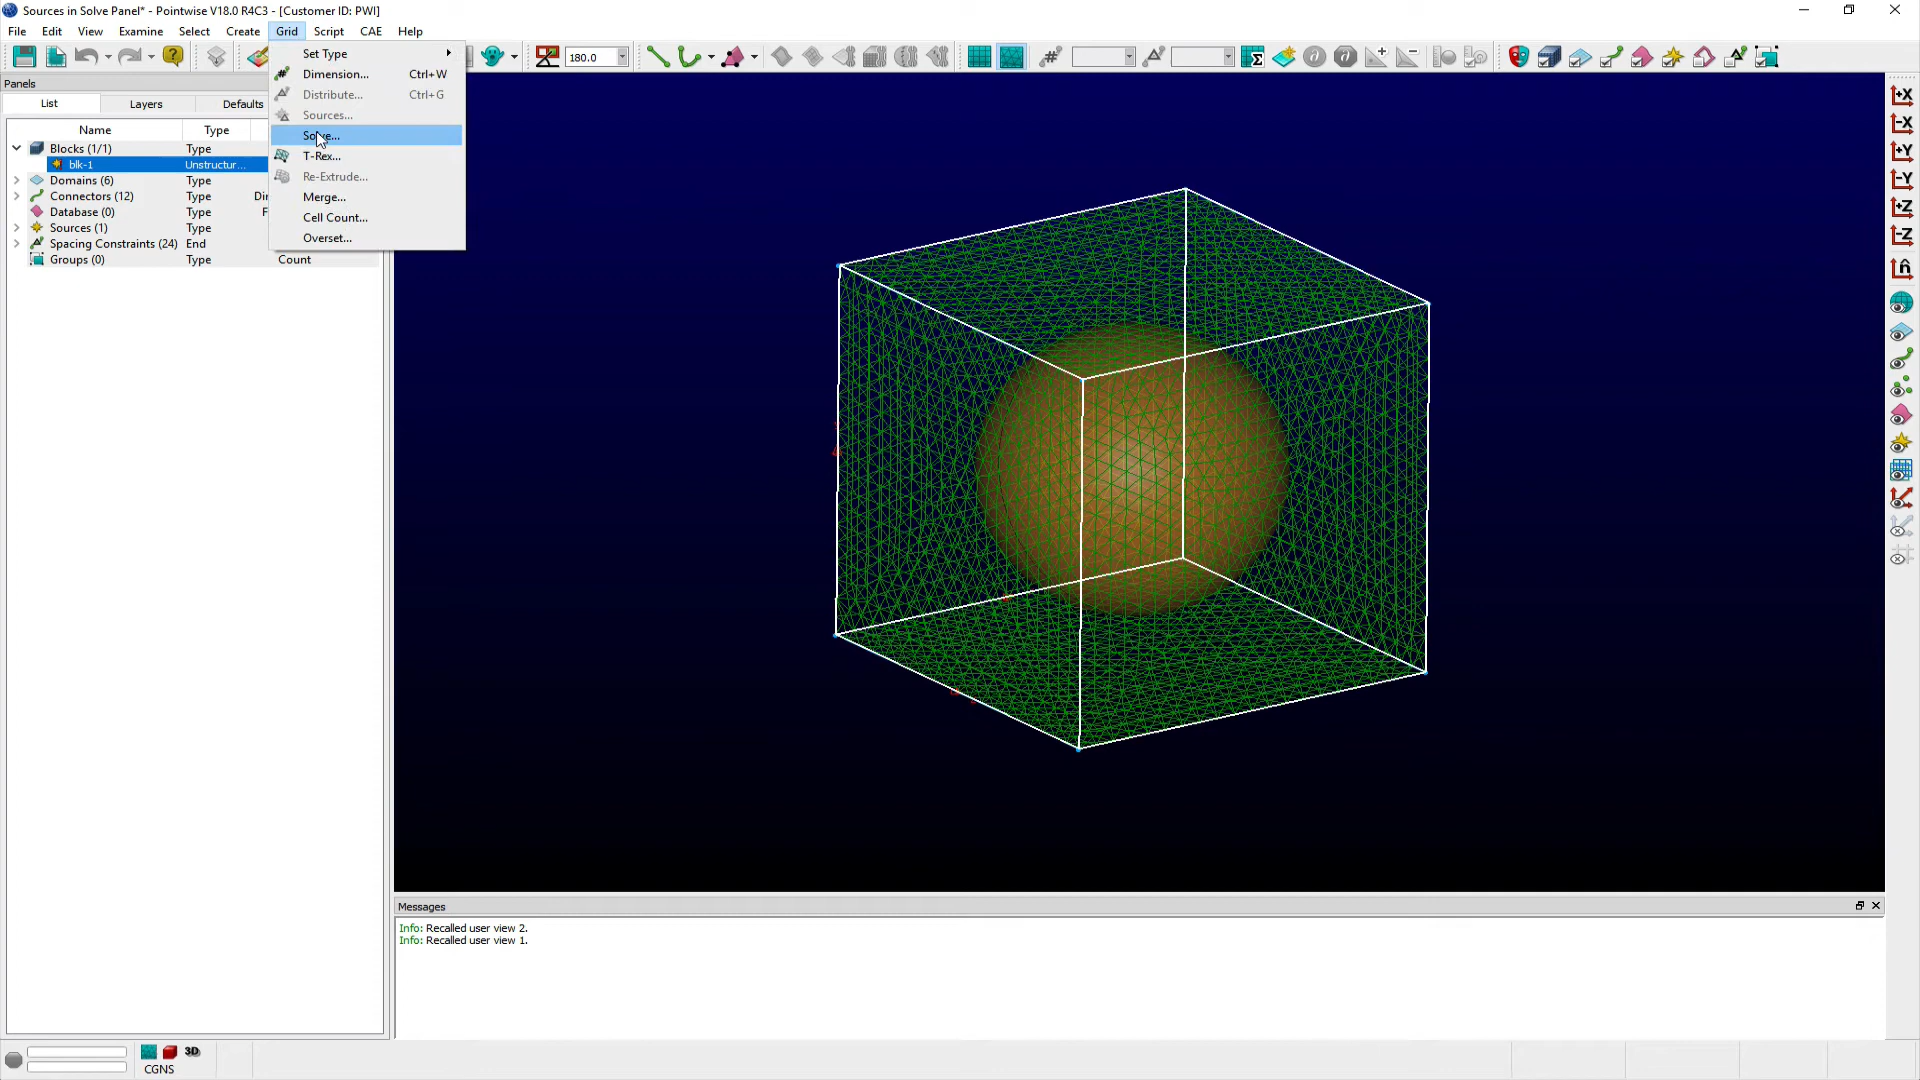 Sources in Solve Panel* - Pointwise V18.0 R4C3 - [Customer ID: PWI]
File Edit View Examine Select Create Grid Script CAE Help
180.0
Panels
List Layers Defaults
Name Type
Blocks (1/1) Type
blk-1 Unstructur...
Domains (6) Type
Connectors (12) Type Dir
Database (0) Type F
Sources (1) Type
Spacing Constraints (24) End
Groups (0) Type Count
Set Type
Dimension... Ctrl+W
Distribute... Ctrl+G
Sources...
Solve...
T-Rex...
Re-Extrude...
Merge...
Cell Count...
Overset...
+X
-X
+Y
-Y
+Z
-Z
n̂
Messages
Info: Recalled user view 2.
Info: Recalled user view 1.
3D
CGNS